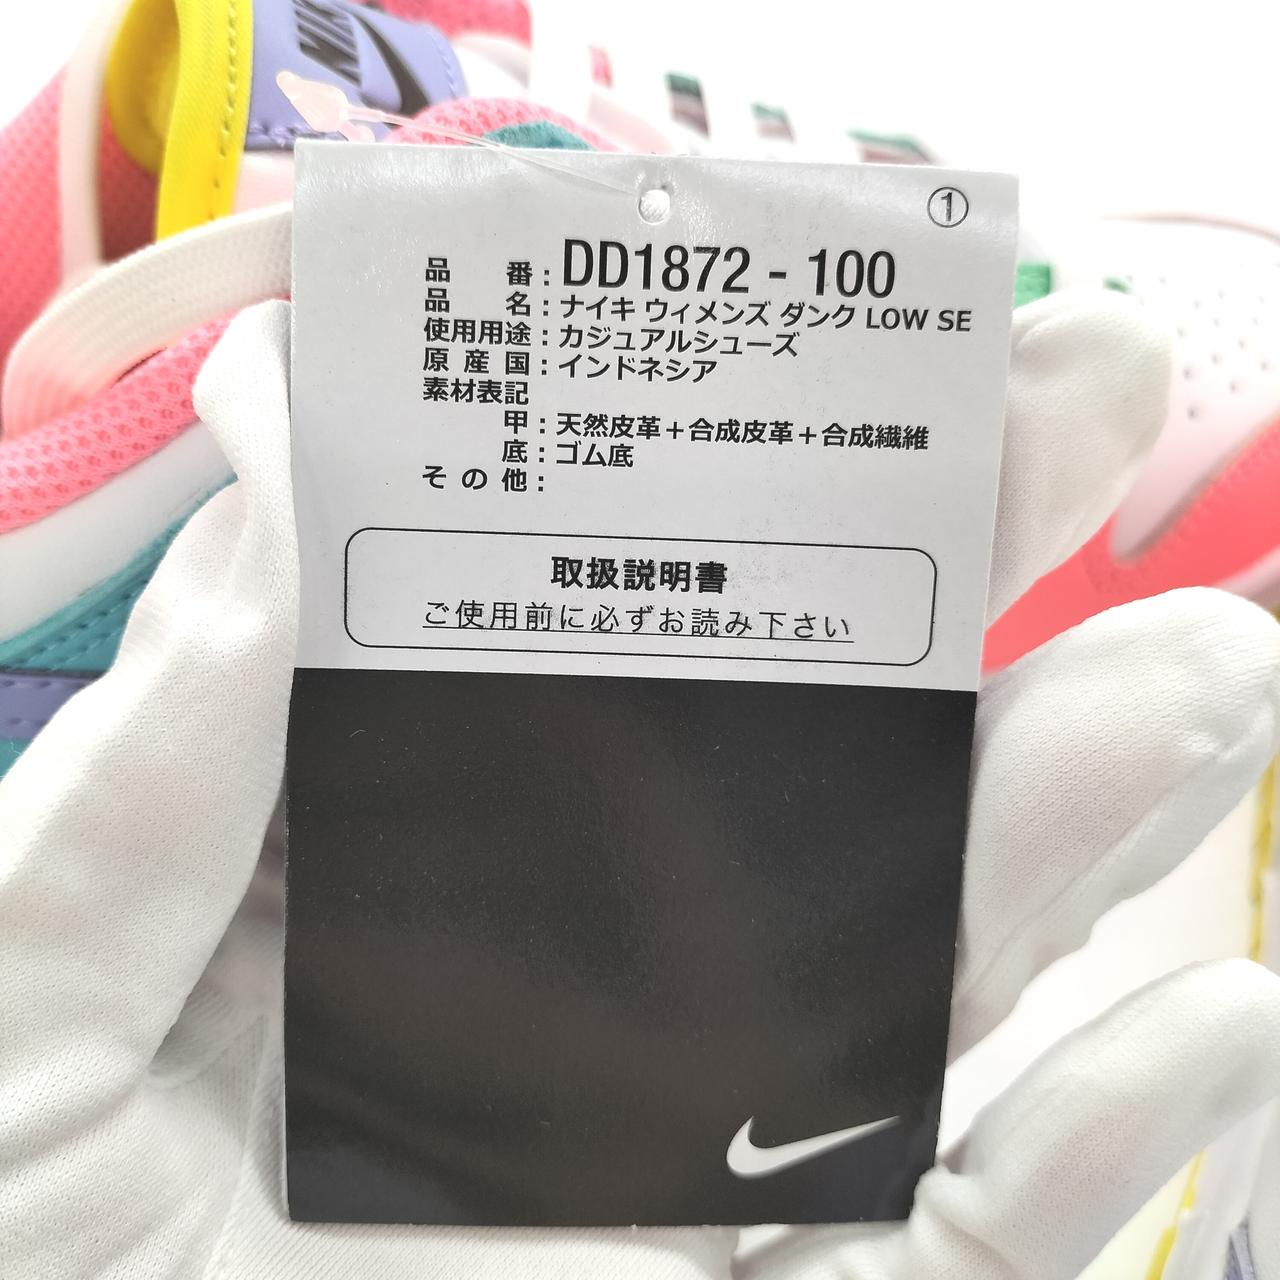 NIKE
①
品番：DD1872 - 100
品名：ナイキ ウィメンズ ダンク LOW SE
使用用途：カジュアルシューズ
原産国：インドネシア
素材表記
甲：天然皮革＋合成皮革＋合成繊維
底：ゴム底
その他：
取扱説明書
ご使用前に必ずお読み下さい